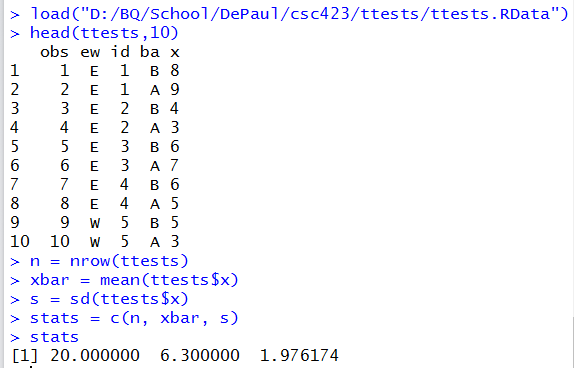 > load("D:/BQ/School/DePaul/csc423/ttests/ttests.RData")
> head(ttests,10)
   obs ew id ba x
1    1  E  1  B 8
2    2  E  1  A 9
3    3  E  2  B 4
4    4  E  2  A 3
5    5  E  3  B 6
6    6  E  3  A 7
7    7  E  4  B 6
8    8  E  4  A 5
9    9  W  5  B 5
10  10  W  5  A 3
> n = nrow(ttests)
> xbar = mean(ttests$x)
> s = sd(ttests$x)
> stats = c(n, xbar, s)
> stats
[1] 20.000000  6.300000  1.976174